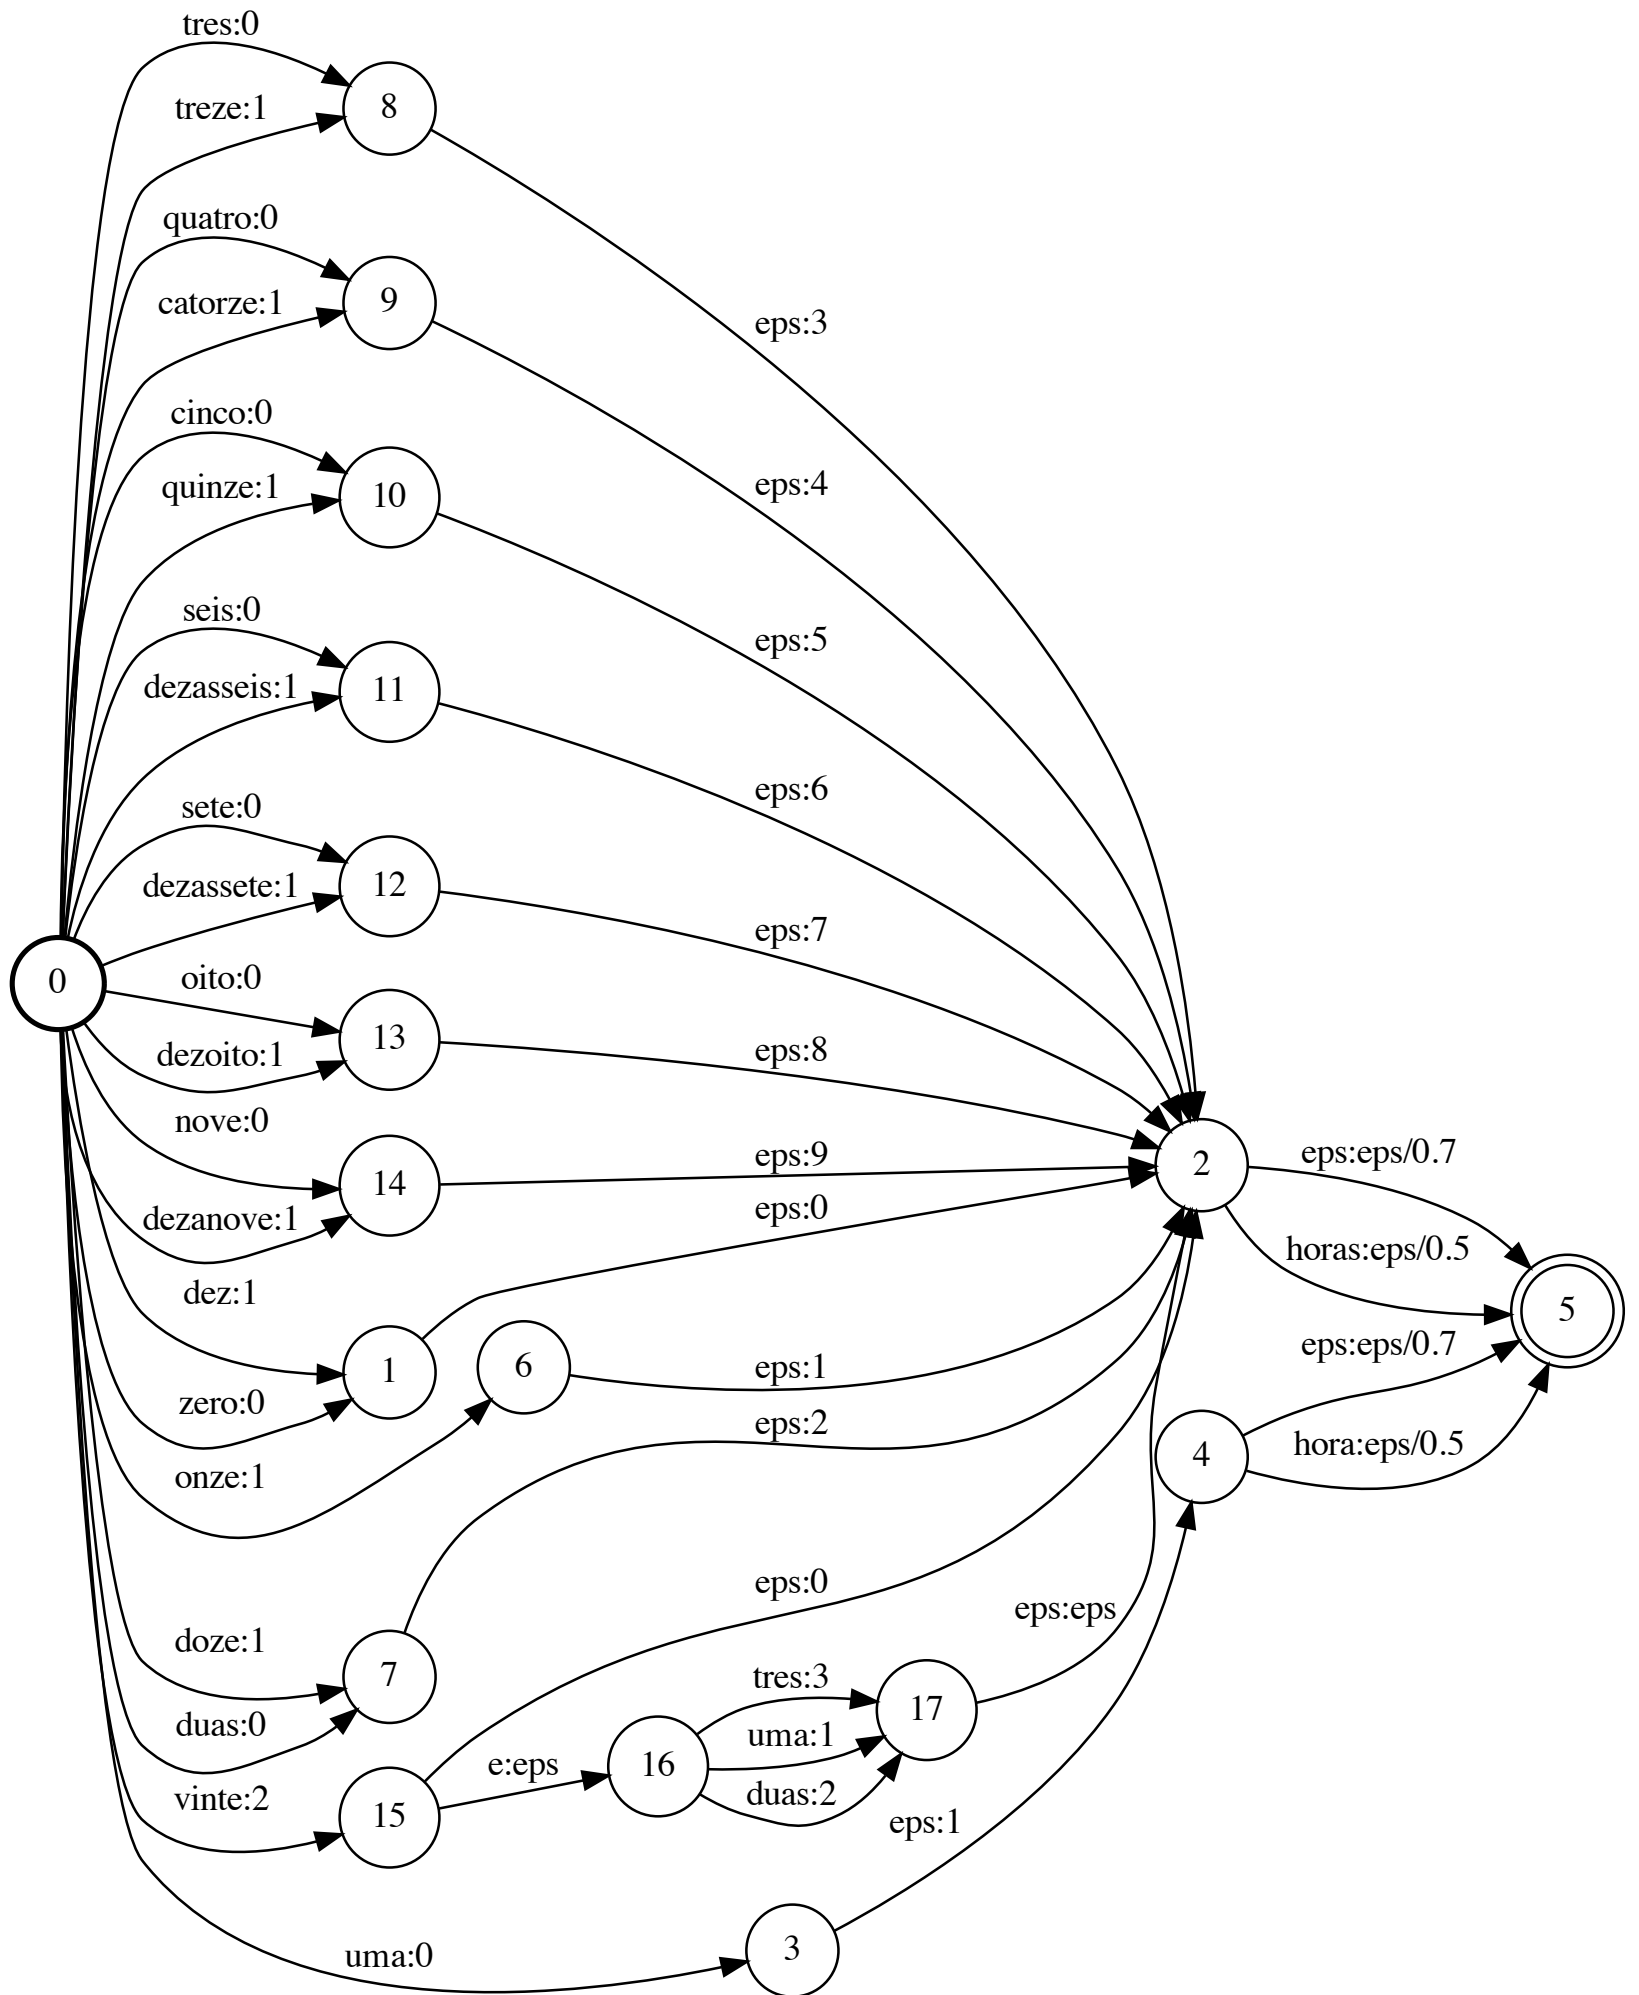 tres:0
8
treze:1
quatro:0
9
catorze:1
eps:3
cinco:0
10
quinze:1
eps:4
seis:0
11
dezasseis:1
eps:5
sete:0
12
dezassete:1
eps:6
eps:7
0
oito:0
13
dezoito:1
eps:8
nove:0
14
dezanove:1
eps:9
eps:0
2
eps:eps/0.7
horas:eps/0.5
5
dez:1
1
zero:0
6
eps:1
eps:eps/0.7
4
hora:eps/0.5
onze:1
eps:2
doze:1
7
duas:0
eps:0
eps:eps
vinte:2
15
e:eps
16
tres:3
uma:1
duas:2
17
eps:1
uma:0
3